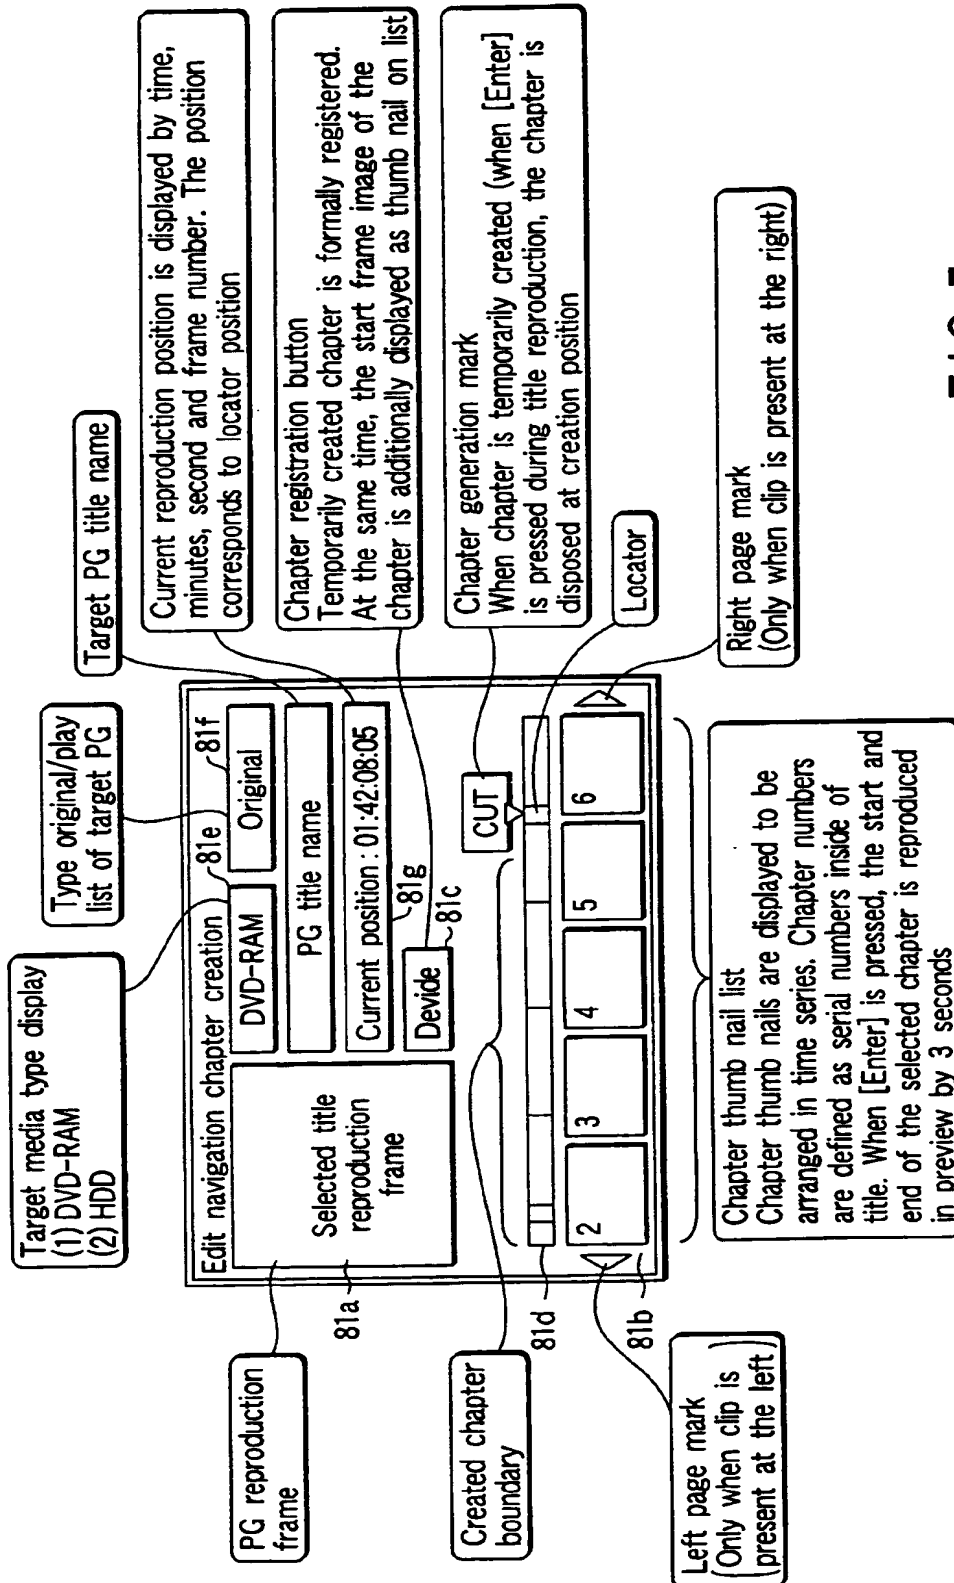 Target media type display
(1) DVD-RAM
(2) HDD
Type original/play
list of target PG
Target PG title name
Current reproduction position is displayed by time,
minutes, second and frame number. The position
corresponds to locator position
Chapter registration button
Temporarily created chapter is formally registered.
At the same time, the start frame image of the
chapter is additionally displayed as thumb nail on list
Chapter generation mark
When chapter is temporarily created (when [Enter]
is pressed during title reproduction, the chapter is
disposed at creation position
Locator
Right page mark
(Only when clip is present at the right)
PG reproduction
frame
81a
Created chapter
boundary
81d
81b
Left page mark
(Only when clip is
present at the left)
Edit navigation chapter creation
81e
81f
DVD-RAM
Original
PG title name
Current position : 01:42:08:05
81g
Devide
81c
Selected title
reproduction
frame
CUT
2
3
4
5
6
Chapter thumb nail list
Chapter thumb nails are displayed to be
arranged in time series. Chapter numbers
are defined as serial numbers inside of
title. When [Enter] is pressed, the start and
end of the selected chapter is reproduced
in preview by 3 seconds